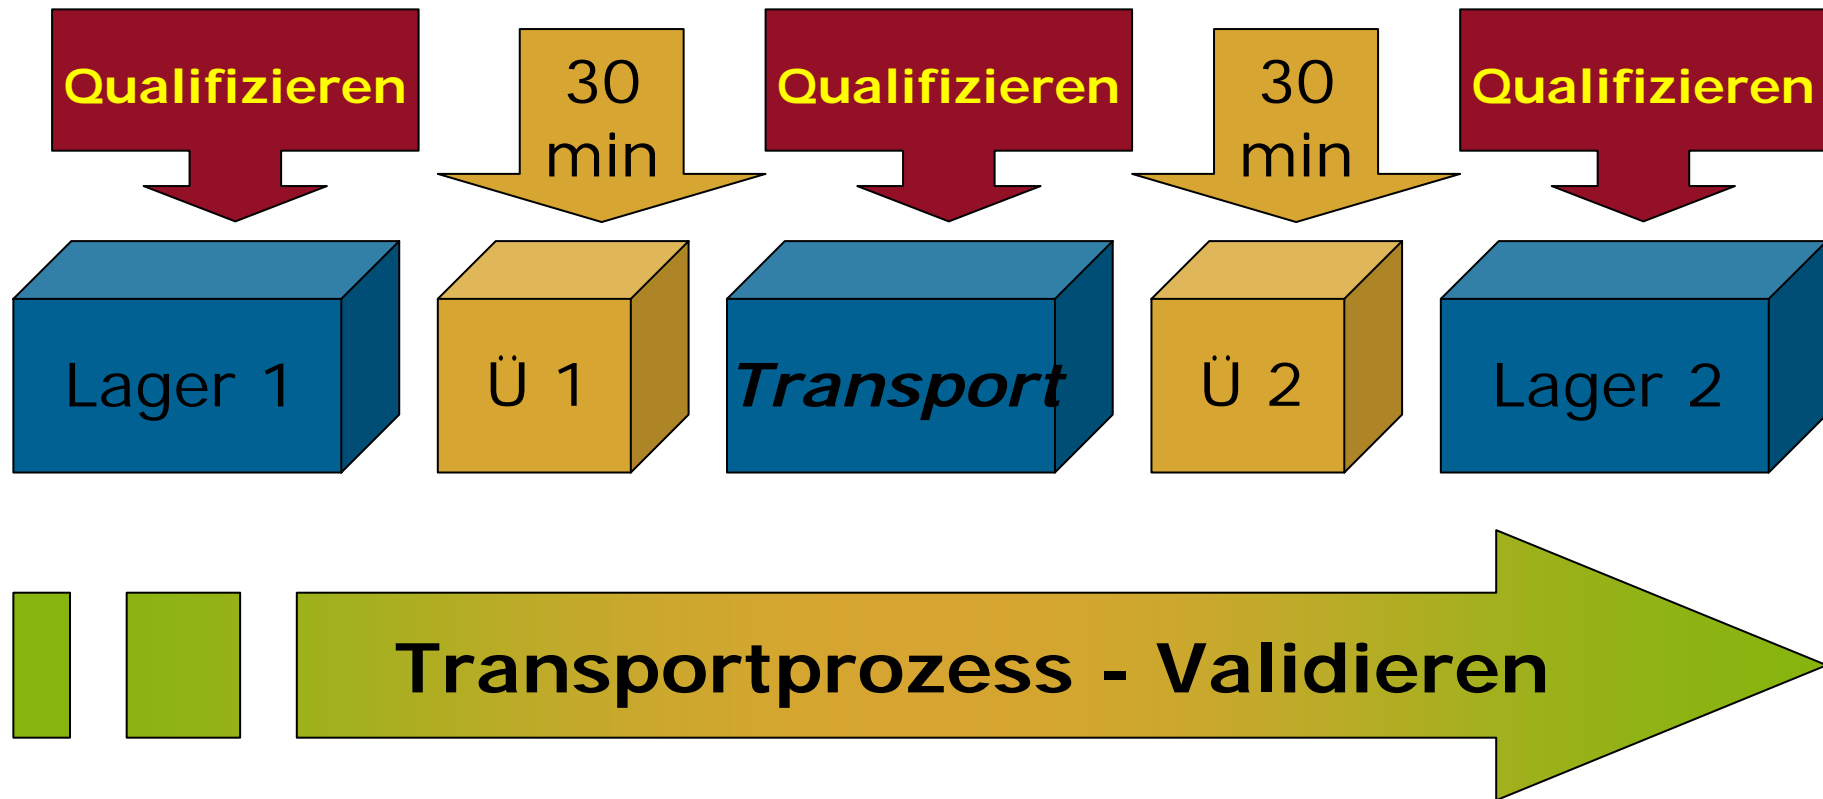 Qualifizieren
30
min
Qualifizieren
30
min
Qualifizieren
Lager 1
Ü 1
Transport
Ü 2
Lager 2
Transportprozess - Validieren